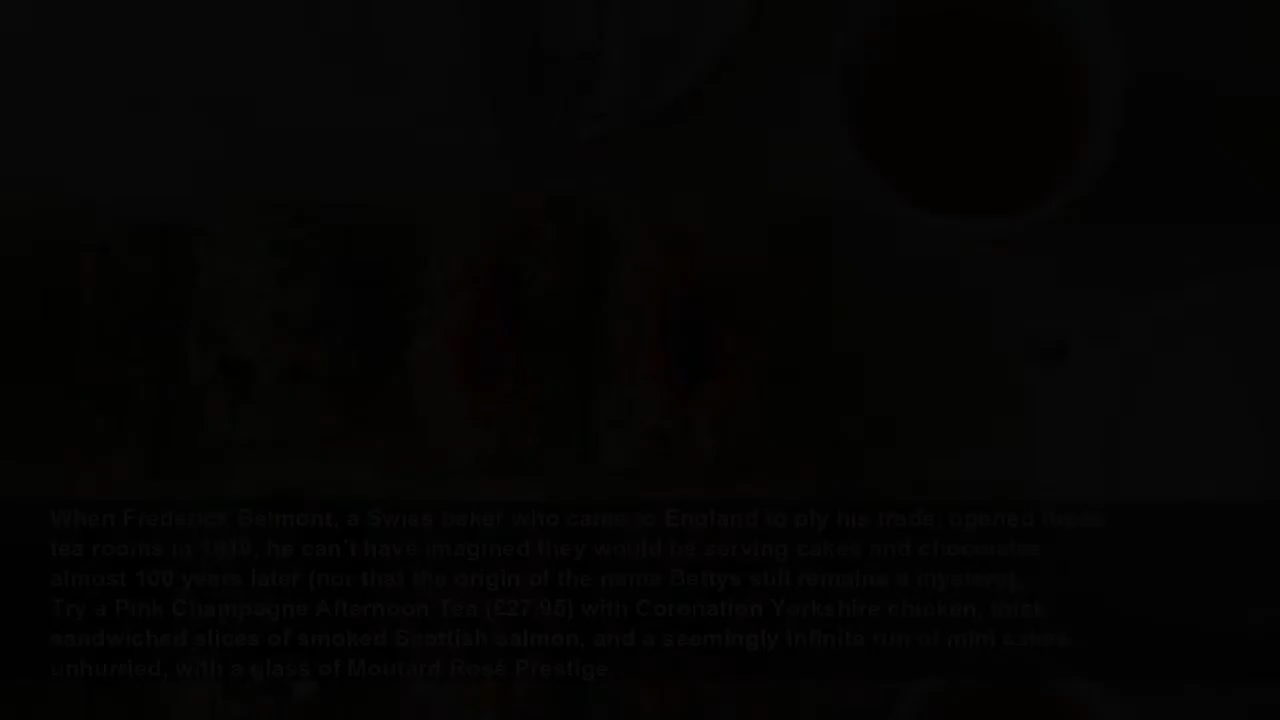 When Frederick Belmont, a Swiss baker who came to England to ply his trade, opened these
tea rooms in 1919, he can't have imagined they would be serving cakes and chocolates
almost 100 years later (nor that the origin of the name Bettys still remains a mystery).
Try a Pink Champagne Afternoon Tea (£27.95) with Coronation Yorkshire chicken, thick
sandwiched slices of smoked Scottish salmon, and a seemingly infinite run of mini cakes,
unhurried, with a glass of Moutard Rosé Prestige